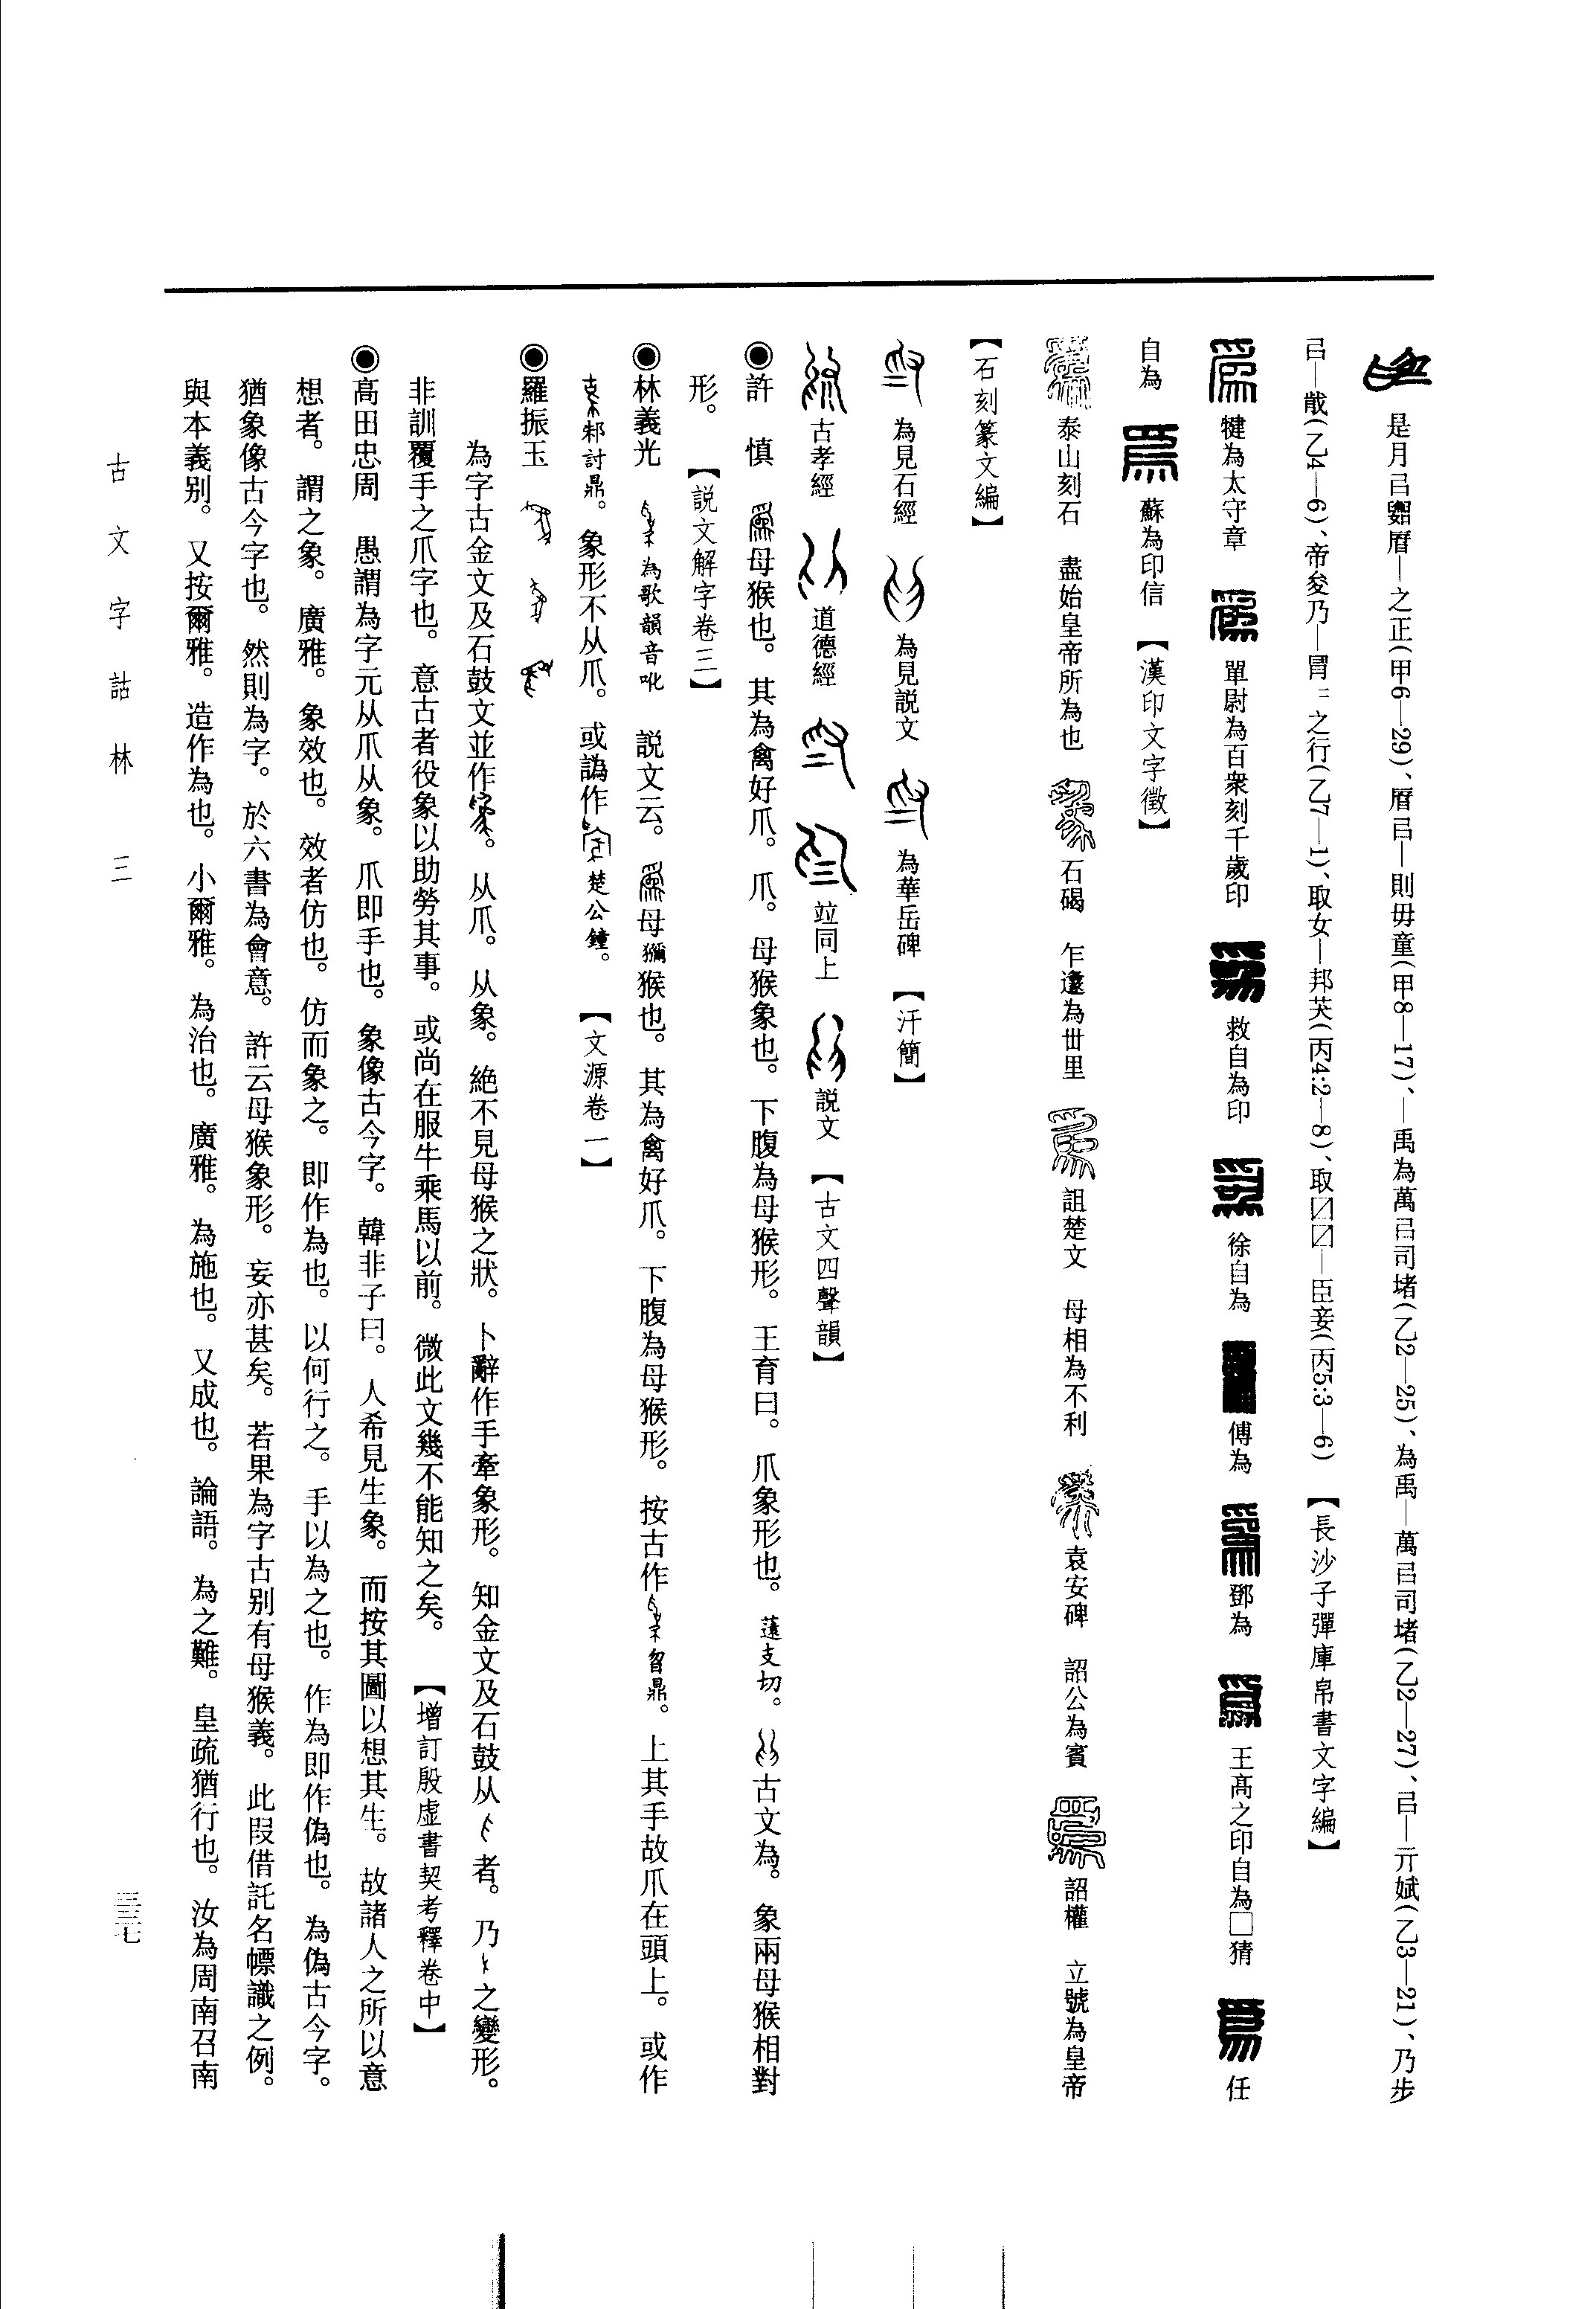 是月㠯䙴曆—之正(甲6—29)、曆㠯—則毋童(甲8—17)、—禹為萬㠯司堵(乙2—25)、為禹—萬㠯司堵(乙2—27)、㠯—亓𢼸(乙3—21)、乃步
㠯—戠(乙4—6)、帝夋乃—冒=之行(乙7—1)、取女—邦芺(丙4:2—8)、取☐☐—臣妾(丙5:3—6) 【長沙子彈庫帛書文字編】
犍為太守章 單尉為百衆刻千歲印 救自為印 徐自為 傅為 鄧為 王高之印自為□猜 任
自為 蘇為印信 【漢印文字徵】
泰山刻石 盡始皇帝所為也 石碣 乍邍為丗里 詛楚文 母相為不利 袁安碑 詔公為賓 詔權 立號為皇帝
【石刻篆文編】
為見石經 為見説文 為華岳碑 【汗簡】
古孝經 道德經 竝同上 説文 【古文四聲韻】
◉許 慎 母猴也。其為禽好爪。爪。母猴象也。下腹為母猴形。王育曰。爪象形也。薳支切。古文為。象兩母猴相對
形。 【説文解字卷三】
◉林義光 為歌韻音吪 説文云。母獼猴也。其為禽好爪。下腹為母猴形。按古作 曶鼎。上其手故爪在頭上。或作
邾討鼎。象形不从爪。或譌作 楚公鐘。 【文源卷一】
◉羅振玉
為字古金文及石鼓文並作 。从爪。从象。絶不見母猴之狀。卜辭作手牽象形。知金文及石鼓从 者。乃 之變形。
非訓覆手之爪字也。意古者役象以助勞其事。或尚在服牛乘馬以前。微此文幾不能知之矣。 【增訂殷虛書契考釋卷中】
◉高田忠周 愚謂為字元从爪从象。爪即手也。象像古今字。韓非子曰。人希見生象。而按其圖以想其生。故諸人之所以意
想者。謂之象。廣雅。象效也。效者仿也。仿而象之。即作為也。以何行之。手以為之也。作為即作偽也。為偽古今字。
猶象像古今字也。然則為字。於六書為會意。許云母猴象形。妄亦甚矣。若果為字古別有母猴義。此叚借託名幖識之例。
與本義別。又按爾雅。造作為也。小爾雅。為治也。廣雅。為施也。又成也。論語。為之難。皇疏猶行也。汝為周南召南
古文字詁林 三
三三七